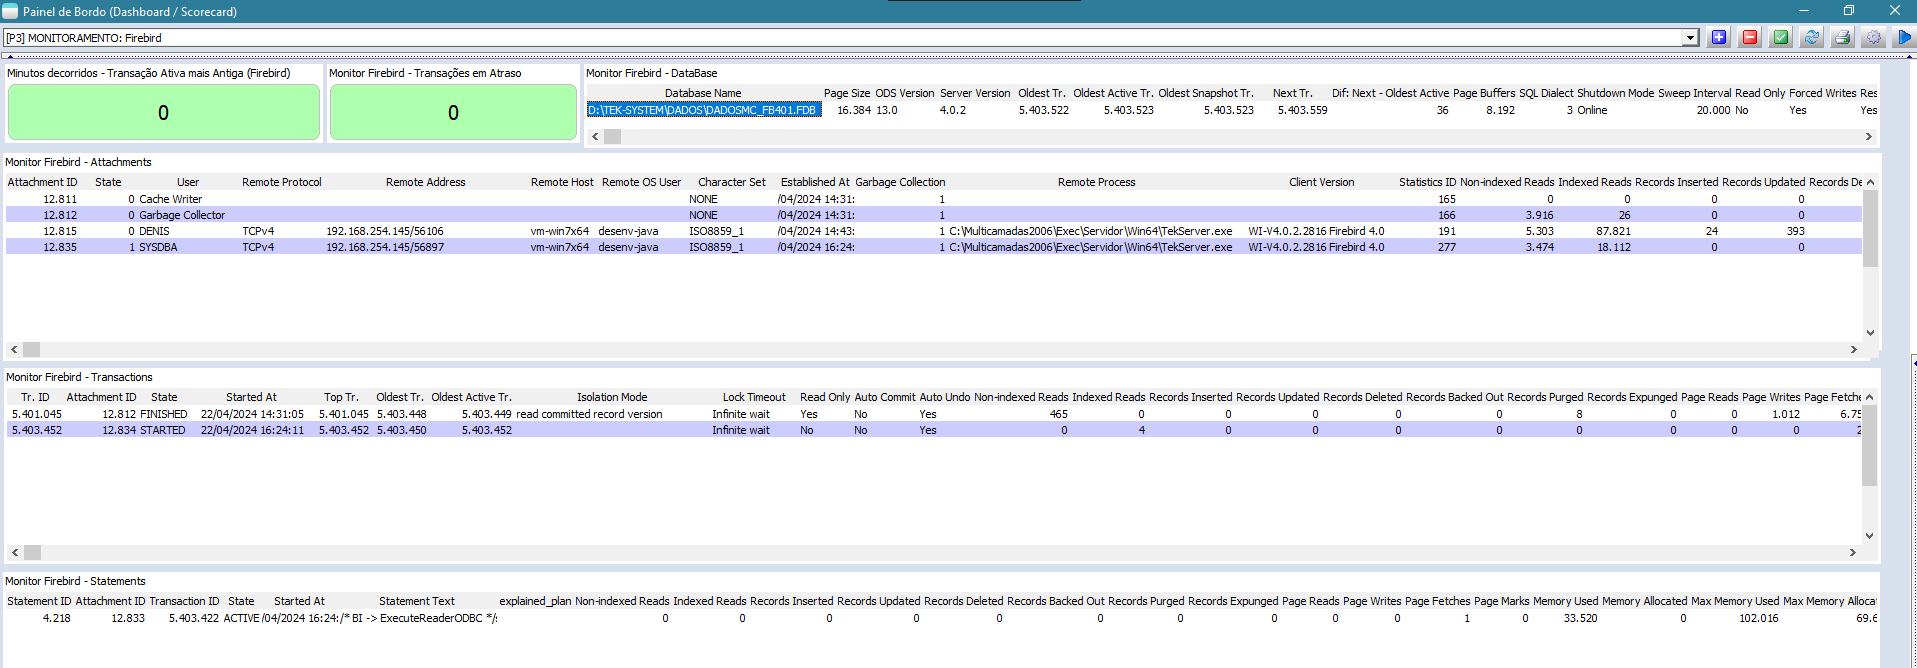 Painel de Bordo (Dashboard / Scorecard)
[P3] MONITORAMENTO: Firebird
Minutos decorridos - Transação Ativa mais Antiga (Firebird)
0
Monitor Firebird - Transações em Atraso
0
Monitor Firebird - DataBase
Database Name Page Size ODS Version Server Version Oldest Tr. Oldest Active Tr. Oldest Snapshot Tr. Next Tr. Dif: Next - Oldest Active Page Buffers SQL Dialect Shutdown Mode Sweep Interval Read Only Forced Writes Res
D:\TEK-SYSTEM\DADOS\DADOSMC_FB401.FDB 16.384 13.0 4.0.2 5.403.522 5.403.523 5.403.523 5.403.559 36 8.192 3 Online 20.000 No Yes Yes
Monitor Firebird - Attachments
Attachment ID State User Remote Protocol Remote Address Remote Host Remote OS User Character Set Established At Garbage Collection Remote Process Client Version Statistics ID Non-indexed Reads Indexed Reads Records Inserted Records Updated Records De
12.811 0 Cache Writer NONE /04/2024 14:31: 1 165 0 0 0 0
12.812 0 Garbage Collector NONE /04/2024 14:31: 1 166 3.916 26 0 0
12.815 0 DENIS TCPv4 192.168.254.145/56106 vm-win7x64 desenv-java ISO8859_1 /04/2024 14:43: 1 C:\Multicamadas2006\Exec\Servidor\Win64\TekServer.exe WI-V4.0.2.2816 Firebird 4.0 191 5.303 87.821 24 393
12.835 1 SYSDBA TCPv4 192.168.254.145/56897 vm-win7x64 desenv-java ISO8859_1 /04/2024 16:24: 1 C:\Multicamadas2006\Exec\Servidor\Win64\TekServer.exe WI-V4.0.2.2816 Firebird 4.0 277 3.474 18.112 0 0
Monitor Firebird - Transactions
Tr. ID Attachment ID State Started At Top Tr. Oldest Tr. Oldest Active Tr. Isolation Mode Lock Timeout Read Only Auto Commit Auto Undo Non-indexed Reads Indexed Reads Records Inserted Records Updated Records Deleted Records Backed Out Records Purged Records Expunged Page Reads Page Writes Page Fetche
5.401.045 12.812 FINISHED 22/04/2024 14:31:05 5.401.045 5.403.448 5.403.449 read committed record version Infinite wait Yes No Yes 465 0 0 0 0 0 8 0 0 1.012 6.75
5.403.452 12.834 STARTED 22/04/2024 16:24:11 5.403.452 5.403.450 5.403.452 Infinite wait No No Yes 0 4 0 0 0 0 0 0 0 0 2
Monitor Firebird - Statements
Statement ID Attachment ID Transaction ID State Started At Statement Text explained_plan Non-indexed Reads Indexed Reads Records Inserted Records Updated Records Deleted Records Backed Out Records Purged Records Expunged Page Reads Page Writes Page Fetches Page Marks Memory Used Memory Allocated Max Memory Used Max Memory Allocat
4.218 12.833 5.403.422 ACTIVE /04/2024 16:24: /* BI -> ExecuteReaderODBC */ 0 0 0 0 0 0 0 0 0 0 1 0 33.520 0 102.016 69.6